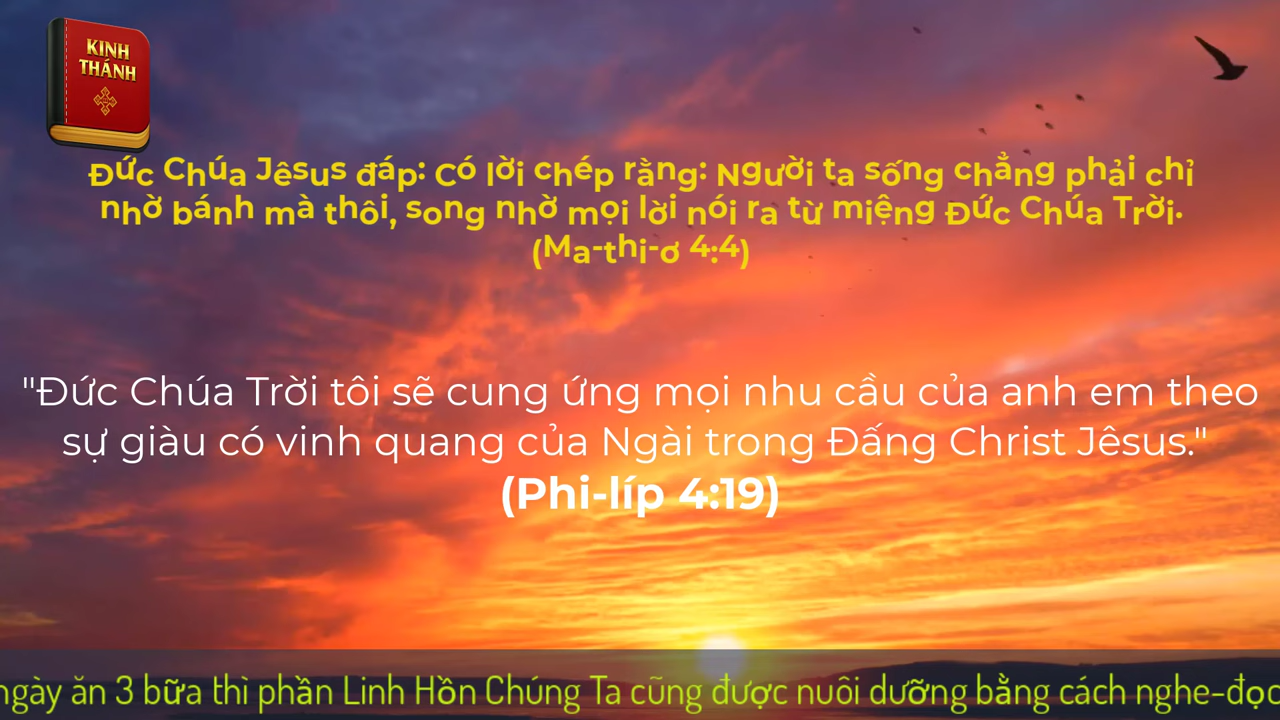 KINH
THÁNH
Đức Chúa Jêsus đáp: Có lời chép rằng: Người ta sống chẳng phải chỉ
nhờ bánh mà thôi, song nhờ mọi lời nói ra từ miệng Đức Chúa Trời.
(Ma-thi-ơ 4:4)
"Đức Chúa Trời tôi sẽ cung ứng mọi nhu cầu của anh em theo
sự giàu có vinh quang của Ngài trong Đấng Christ Jêsus."
(Phi-líp 4:19)
ngày ăn 3 bữa thì phần Linh Hồn Chúng Ta cũng được nuôi dưỡng bằng cách nghe-đọc